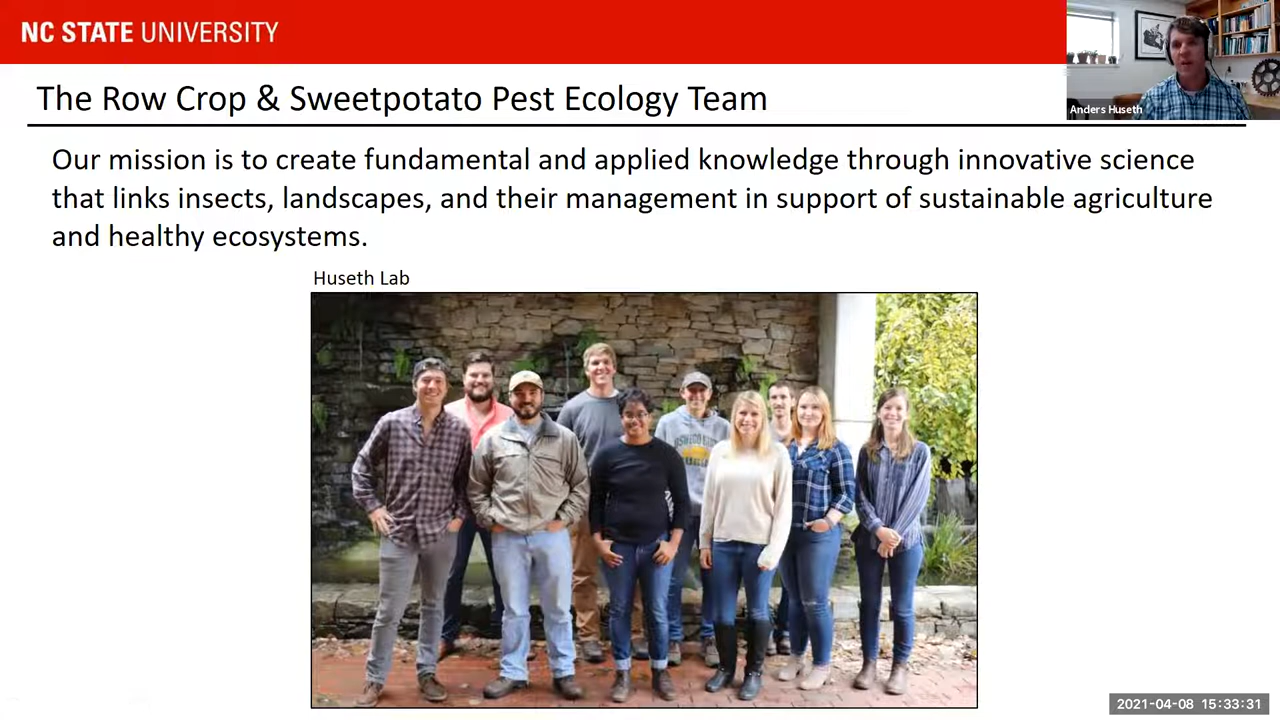 NC STATE UNIVERSITY
Anders Huseth
The Row Crop & Sweetpotato Pest Ecology Team
Our mission is to create fundamental and applied knowledge through innovative science
that links insects, landscapes, and their management in support of sustainable agriculture
and healthy ecosystems.
Huseth Lab
2021-04-08 15:33:31